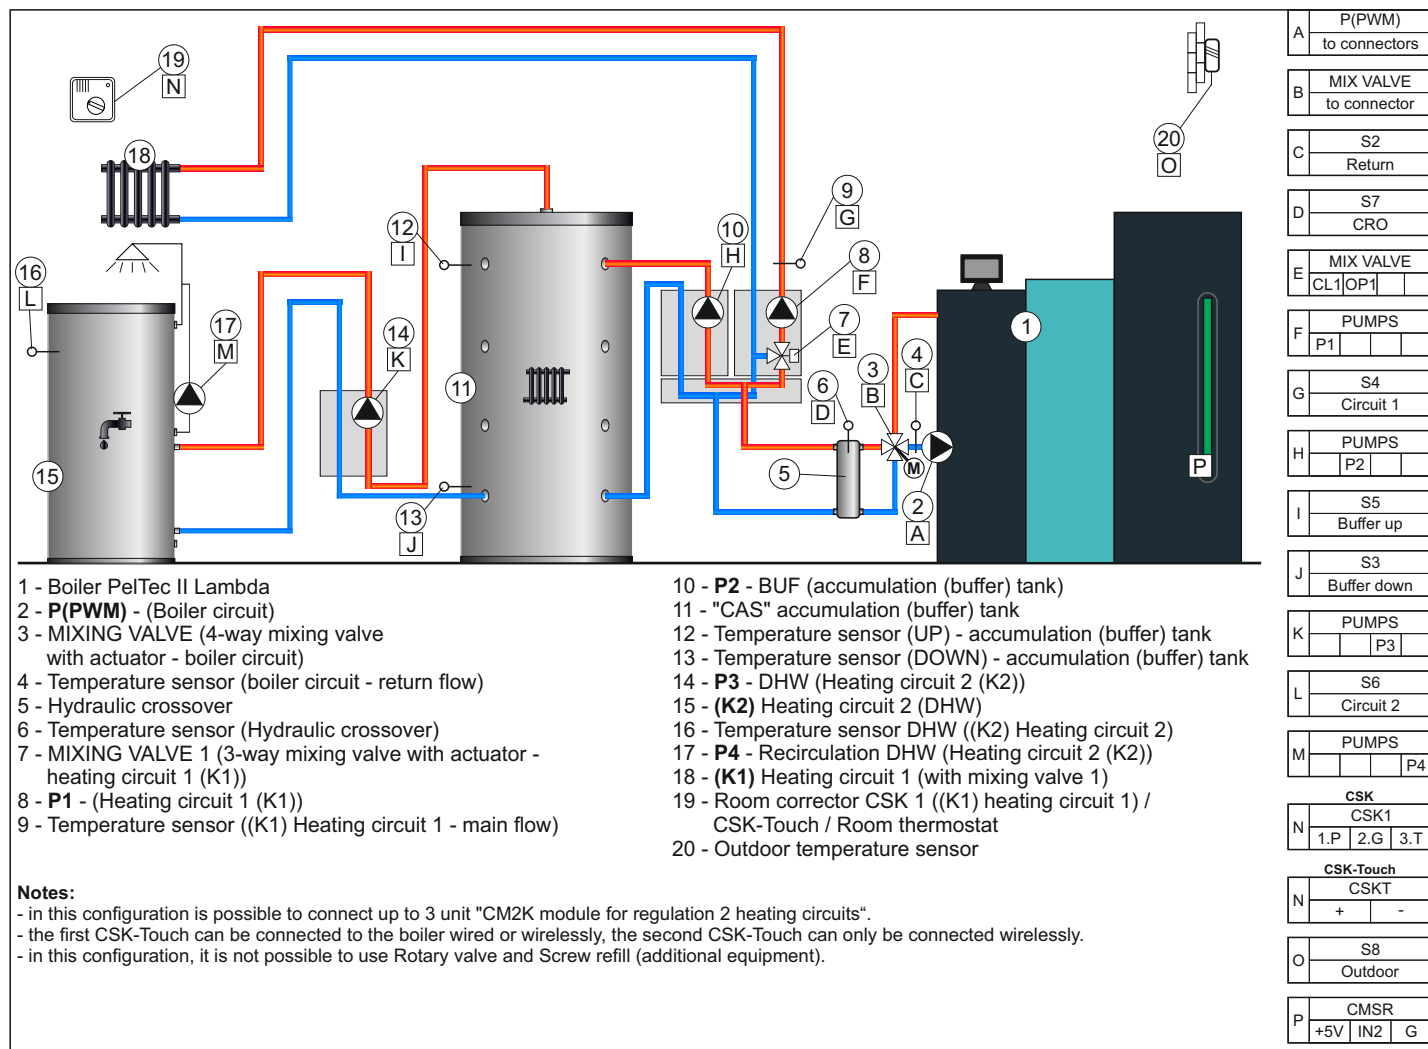 19
N
18
16
L
17
M
15
14
K
12
I
13
J
11
10
H
9
G
8
F
7
E
6
D
5
3
B
4
C
M
2
A
1
20
O
P
1 - Boiler PelTec II Lambda
2 - P(PWM) - (Boiler circuit)
3 - MIXING VALVE (4-way mixing valve
with actuator - boiler circuit)
4 - Temperature sensor (boiler circuit - return flow)
5 - Hydraulic crossover
6 - Temperature sensor (Hydraulic crossover)
7 - MIXING VALVE 1 (3-way mixing valve with actuator -
heating circuit 1 (K1))
8 - P1 - (Heating circuit 1 (K1))
9 - Temperature sensor ((K1) Heating circuit 1 - main flow)
10 - P2 - BUF (accumulation (buffer) tank)
11 - "CAS" accumulation (buffer) tank
12 - Temperature sensor (UP) - accumulation (buffer) tank
13 - Temperature sensor (DOWN) - accumulation (buffer) tank
14 - P3 - DHW (Heating circuit 2 (K2))
15 - (K2) Heating circuit 2 (DHW)
16 - Temperature sensor DHW ((K2) Heating circuit 2)
17 - P4 - Recirculation DHW (Heating circuit 2 (K2))
18 - (K1) Heating circuit 1 (with mixing valve 1)
19 - Room corrector CSK 1 ((K1) heating circuit 1) /
CSK-Touch / Room thermostat
20 - Outdoor temperature sensor
Notes:
- in this configuration is possible to connect up to 3 unit "CM2K module for regulation 2 heating circuits“.
- the first CSK-Touch can be connected to the boiler wired or wirelessly, the second CSK-Touch can only be connected wirelessly.
- in this configuration, it is not possible to use Rotary valve and Screw refill (additional equipment).
A P(PWM)
to connectors
B MIX VALVE
to connector
C S2
Return
D S7
CRO
E MIX VALVE
CL1 OP1
F PUMPS
P1
G S4
Circuit 1
H PUMPS
P2
I S5
Buffer up
J S3
Buffer down
K PUMPS
P3
L S6
Circuit 2
M PUMPS
P4
CSK
N CSK1
1.P 2.G 3.T
CSK-Touch
N CSKT
+ -
O S8
Outdoor
P CMSR
+5V IN2 G